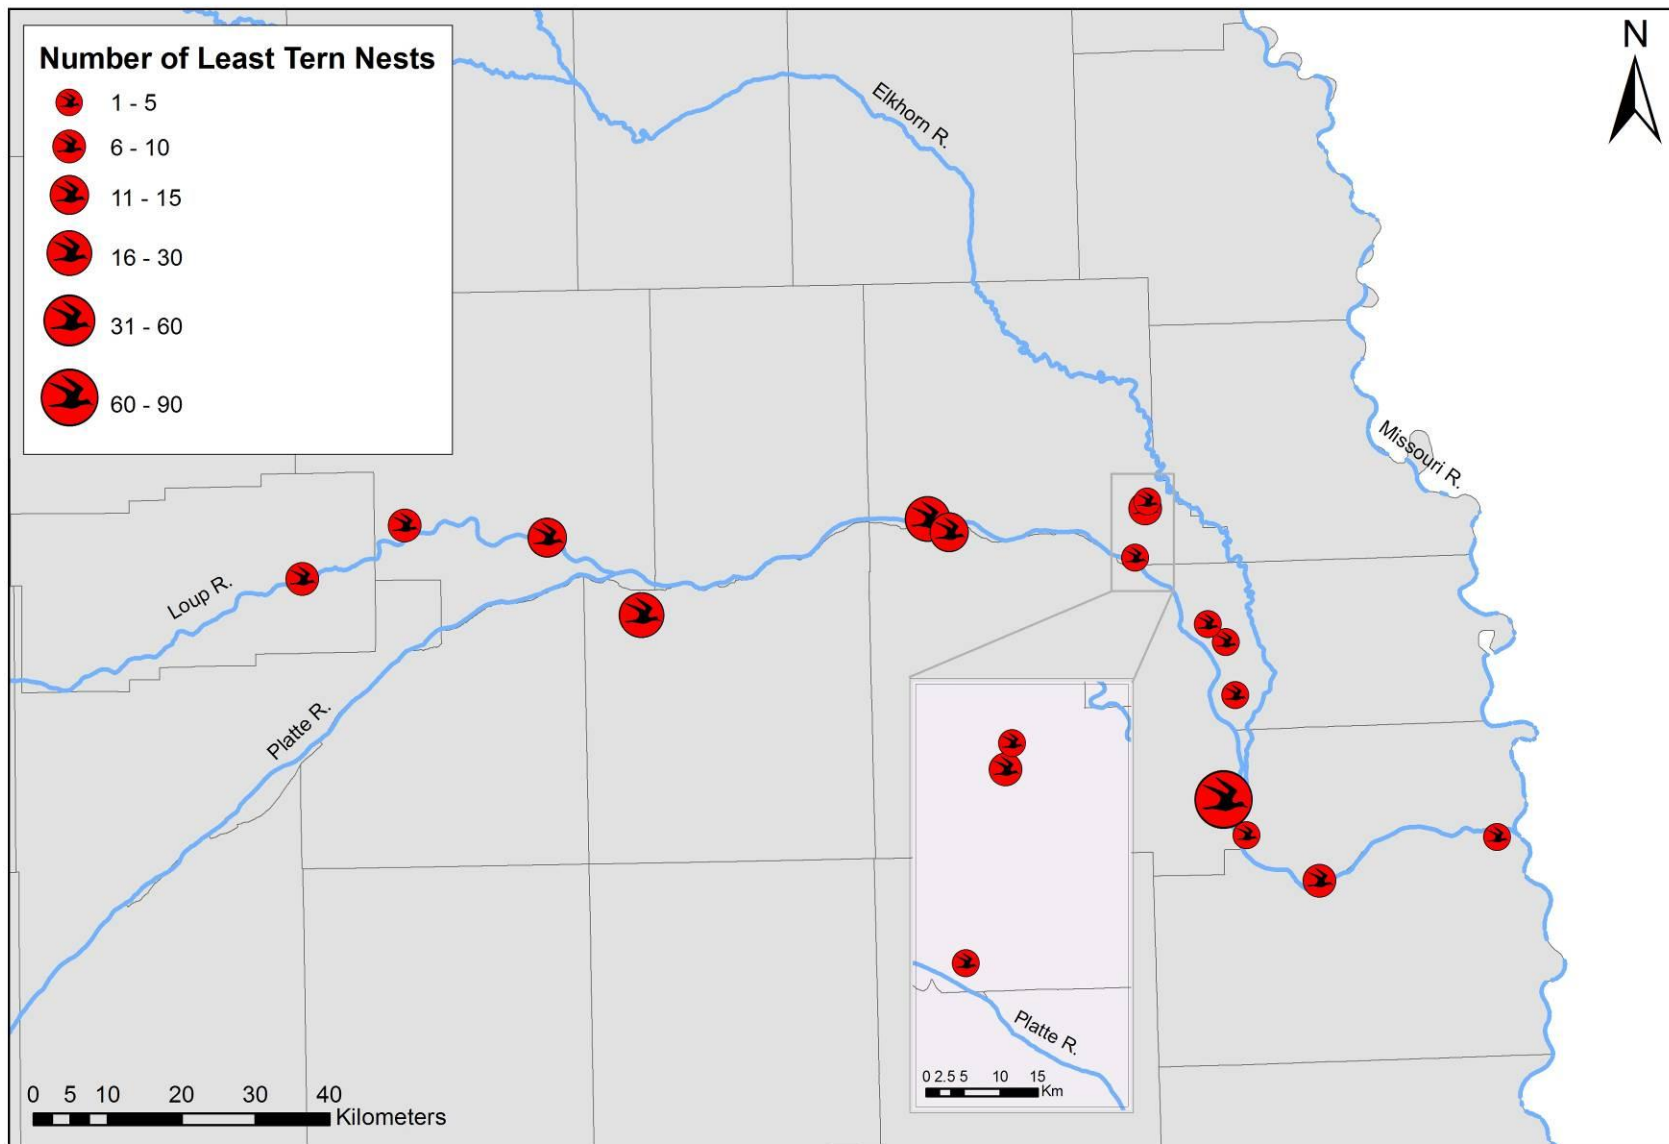 Number of Least Tern Nests
1 - 5
6 - 10
11 - 15
16 - 30
31 - 60
60 - 90
N
Elkhorn R.
Missouri R.
Loup R.
Platte R.
Platte R.
0 2.5 5 10 15
Km
0 5 10 20 30 40
Kilometers